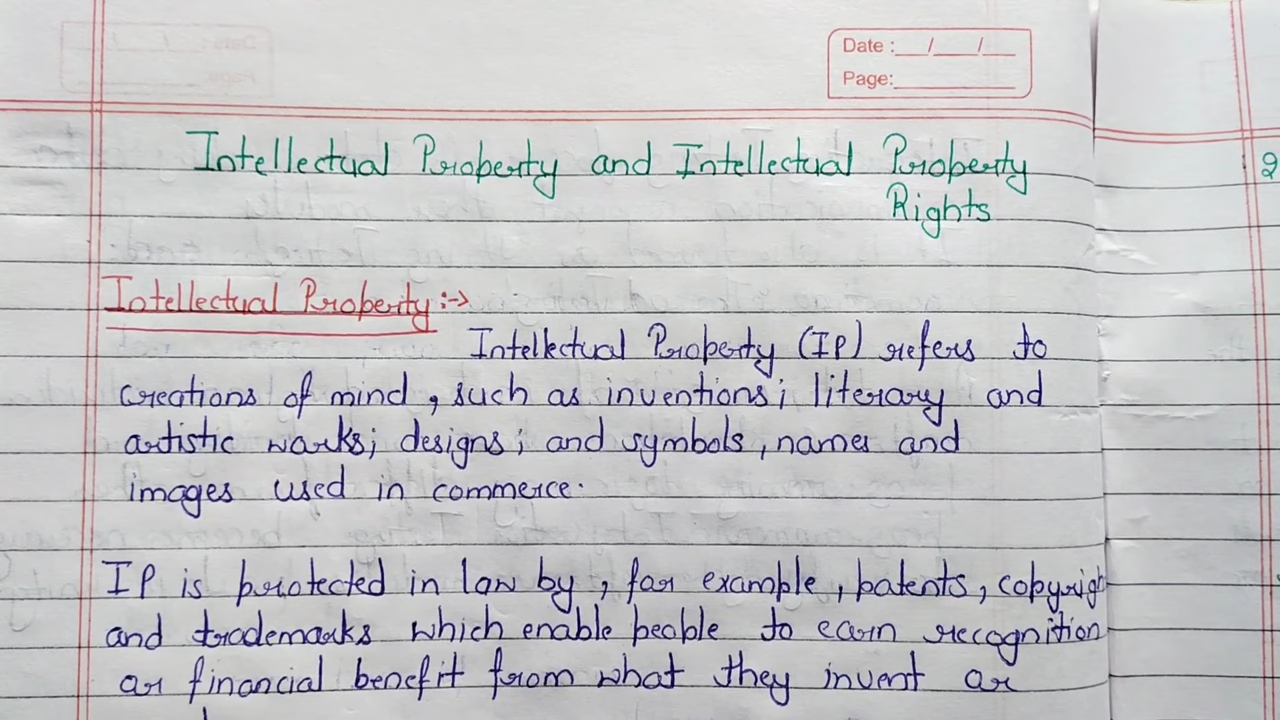 Date : / /
Page:
Intellectual Property and Intellectual Property
Rights
2
Intellectual Property :->
Intellectual Property (IP) refers to
creations of mind , such as inventions; literary and
artistic works; designs; and symbols, names and
images used in commerce.
IP is protected in law by, for example, patents, copyrigh
and trademarks which enable people to earn recognition
or financial benefit from what they invent or